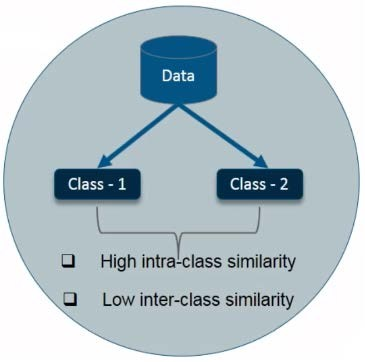 Data
Class - 1
Class - 2
High intra-class similarity
Low inter-class similarity